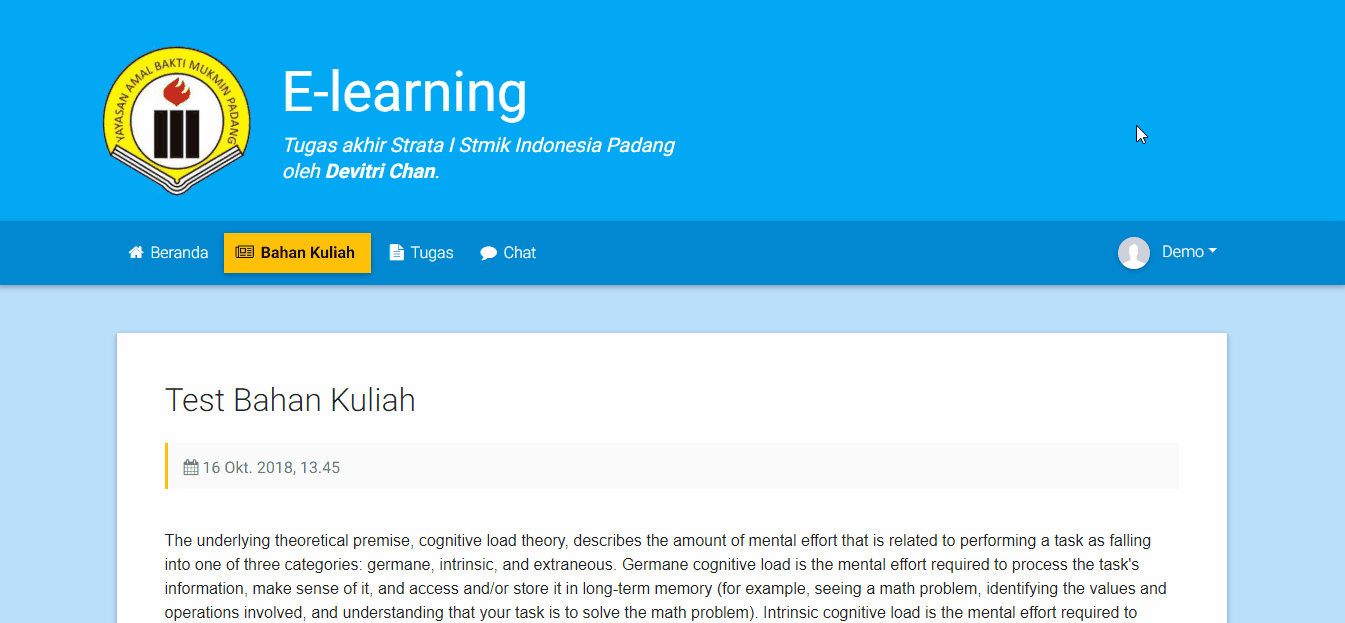 YAYASAN AMAL BAKTI MUKMIN PADANG
E-learning
Tugas akhir Strata I Stmik Indonesia Padang
oleh Devitri Chan.
Beranda
Bahan Kuliah
Tugas
Chat
Demo
Test Bahan Kuliah
16 Okt. 2018, 13.45
The underlying theoretical premise, cognitive load theory, describes the amount of mental effort that is related to performing a task as falling
into one of three categories: germane, intrinsic, and extraneous. Germane cognitive load is the mental effort required to process the task's
information, make sense of it, and access and/or store it in long-term memory (for example, seeing a math problem, identifying the values and
operations involved, and understanding that your task is to solve the math problem). Intrinsic cognitive load is the mental effort required to